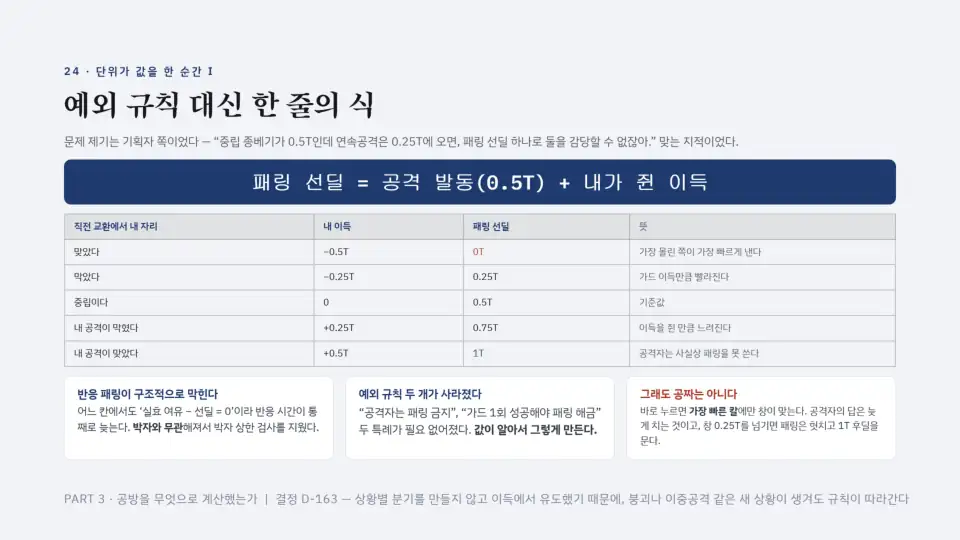 24 · 단위가 값을 한 순간 I
예외 규칙 대신 한 줄의 식
문제 제기는 기획자 쪽이었다 — “중립 종베기가 0.5T인데 연속공격은 0.25T에 오면, 패링 선딜 하나로 둘을 감당할 수 없잖아.” 맞는 지적이었다.
패링 선딜 = 공격 발동(0.5T) + 내가 쥔 이득
직전 교환에서 내 자리 내 이득 패링 선딜 뜻
맞았다 −0.5T 0T 가장 몰린 쪽이 가장 빠르게 낸다
막았다 −0.25T 0.25T 가드 이득만큼 빨라진다
중립이다 0 0.5T 기준값
내 공격이 막혔다 +0.25T 0.75T 이득을 쥔 만큼 느려진다
내 공격이 맞았다 +0.5T 1T 공격자는 사실상 패링을 못 쓴다
반응 패링이 구조적으로 막힌다
어느 칸에서도 ‘실효 여유 − 선딜 = 0’이라 반응 시간이 통
째로 늦는다. 박자와 무관해져서 박자 상한 검사를 지웠다.
예외 규칙 두 개가 사라졌다
“공격자는 패링 금지”, “가드 1회 성공해야 패링 해금”
두 특례가 필요 없어졌다. 값이 알아서 그렇게 만든다.
그래도 공짜는 아니다
바로 누르면 가장 빠른 칼에만 창이 맞는다. 공격자의 답은 늦
게 치는 것이고, 창 0.25T를 넘기면 패링은 헛치고 1T 후딜을
문다.
PART 3 · 공방을 무엇으로 계산했는가 | 결정 D-163 — 상황별 분기를 만들지 않고 이득에서 유도했기 때문에, 붕괴나 이중공격 같은 새 상황이 생겨도 규칙이 따라간다